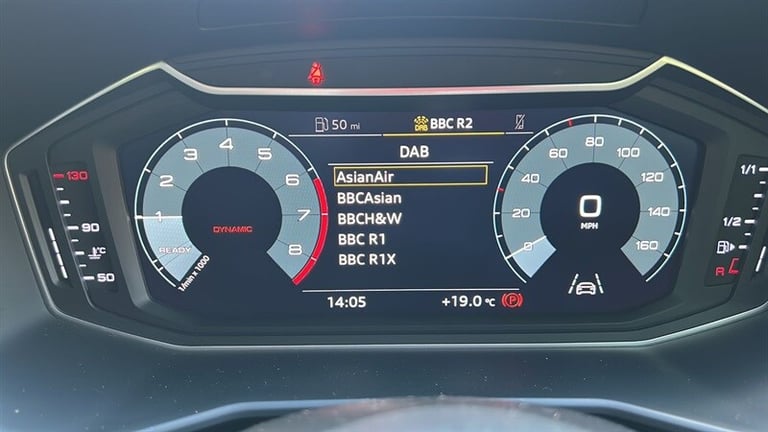 50 mi
DAB
BBC R2
DAB
AsianAir
BBCAsian
BBCH&W
BBC R1
BBC R1X
14:05
+19.0 °C
P
130
90
°C
50
READY
1
2
3
4
5
6
7
8
1/min x 1000
DYNAMIC
0
20
40
60
80
100
120
140
160
0
MPH
1/1
1/2
R